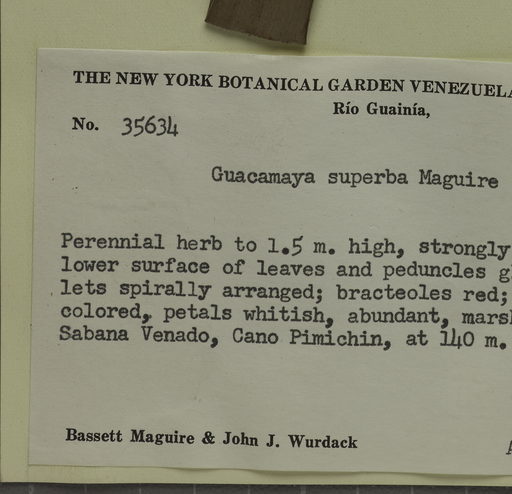 THE NEW YORK BOTANICAL GARDEN VENEZUELA
Río Guainía,
No. 35634
Guacamaya superba Maguire
Perennial herb to 1.5 m. high, strongly
lower surface of leaves and peduncles
lets spirally arranged; bracteoles red;
colored, petals whitish, abundant,
Sabana Venado, Cano Pimichin, at 140 m.
Bassett Maguire & John J. Wurdack